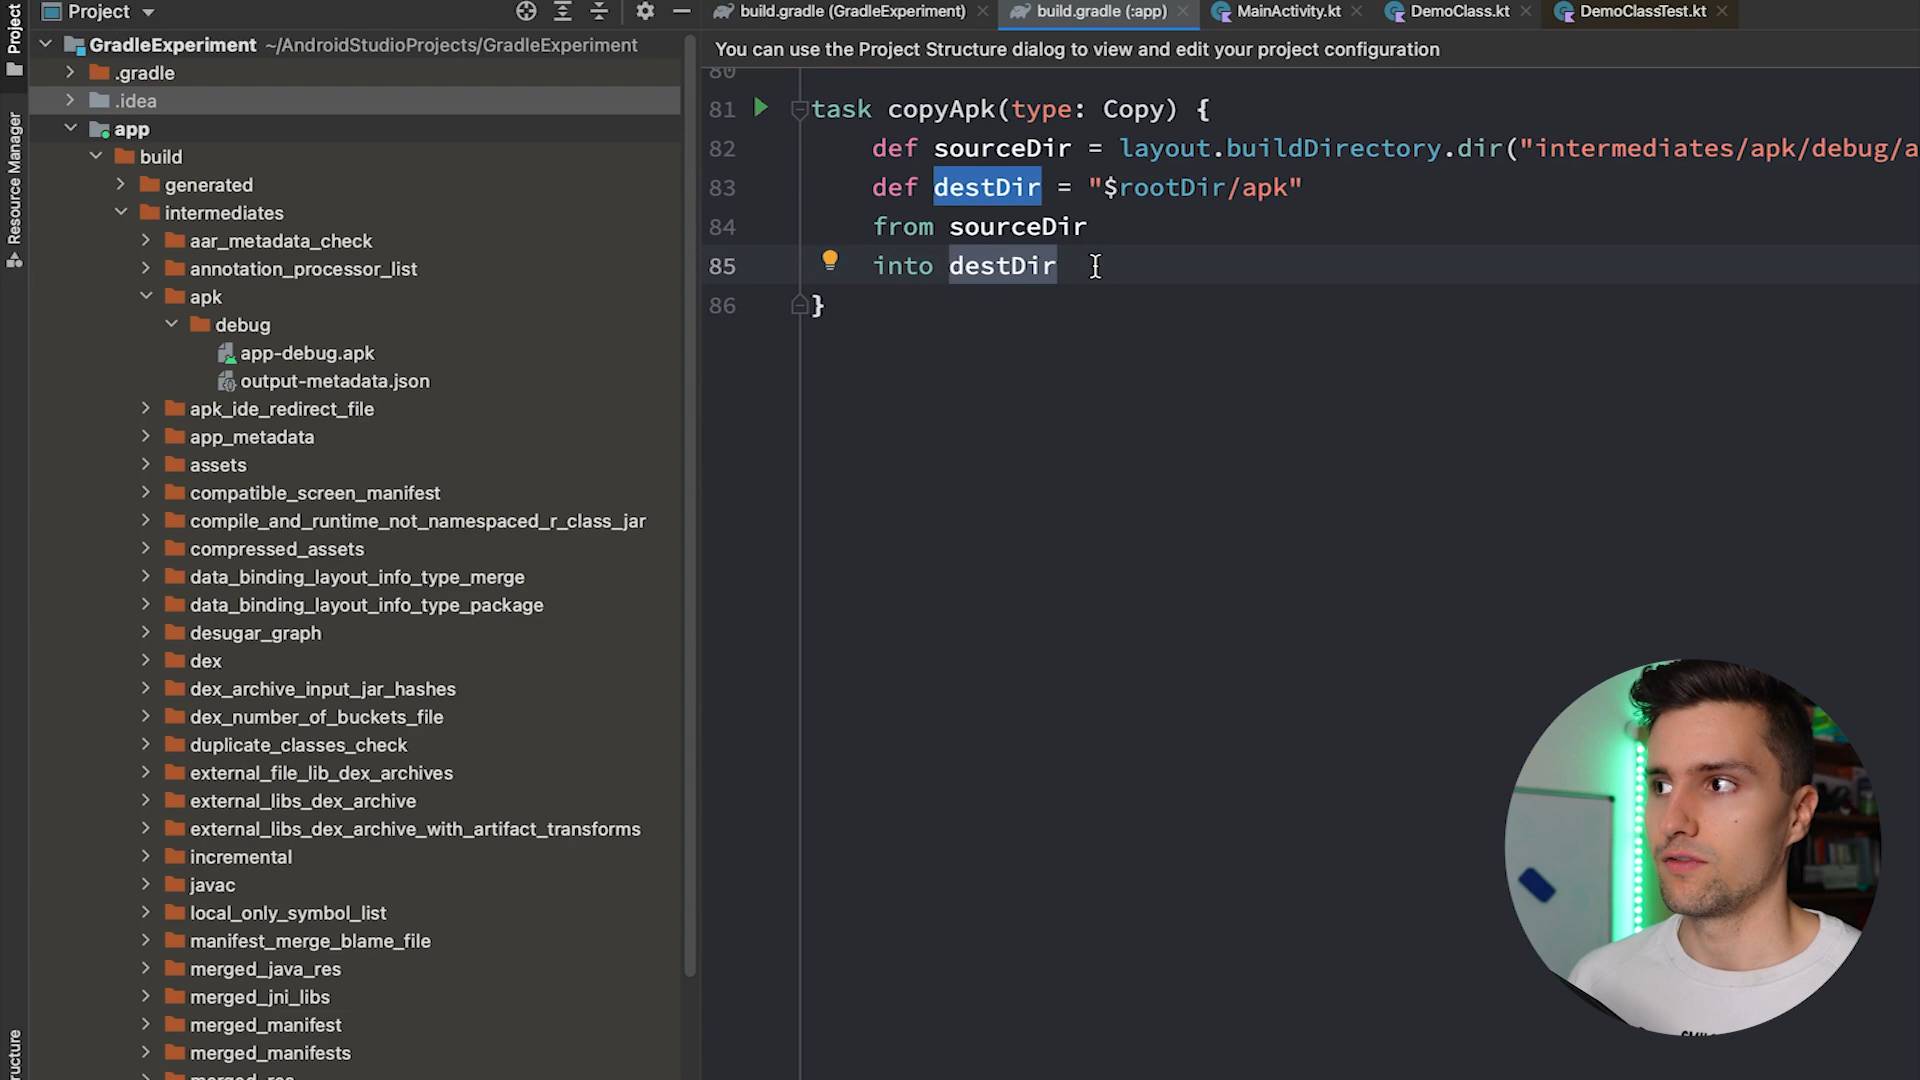 Project
build.gradle (GradleExperiment)
build.gradle (:app)
MainActivity.kt
DemoClass.kt
DemoClassTest.kt
Project
Resource Manager
GradleExperiment ~/AndroidStudioProjects/GradleExperiment
.gradle
.idea
app
build
generated
intermediates
aar_metadata_check
annotation_processor_list
apk
debug
app-debug.apk
output-metadata.json
apk_ide_redirect_file
app_metadata
assets
compatible_screen_manifest
compile_and_runtime_not_namespaced_r_class_jar
compressed_assets
data_binding_layout_info_type_merge
data_binding_layout_info_type_package
desugar_graph
dex
dex_archive_input_jar_hashes
dex_number_of_buckets_file
duplicate_classes_check
external_file_lib_dex_archives
external_libs_dex_archive
external_libs_dex_archive_with_artifact_transforms
incremental
javac
local_only_symbol_list
manifest_merge_blame_file
merged_java_res
merged_jni_libs
merged_manifest
merged_manifests
ucture
You can use the Project Structure dialog to view and edit your project configuration
80
81 task copyApk(type: Copy) {
82 def sourceDir = layout.buildDirectory.dir("intermediates/apk/debug/a
83 def destDir = "$rootDir/apk"
84 from sourceDir
85 into destDir
86 }